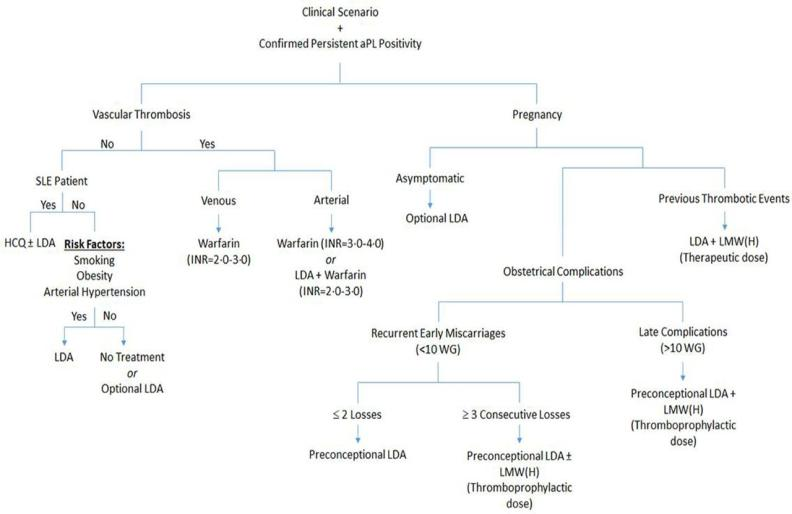 Clinical Scenario
+
Confirmed Persistent aPL Positivity
Vascular Thrombosis
No
Yes
SLE Patient
Yes
No
HCQ ± LDA
Risk Factors:
Smoking
Obesity
Arterial Hypertension
Yes
No
LDA
No Treatment
or
Optional LDA
Venous
Warfarin
(INR=2·0-3·0)
Arterial
Warfarin (INR=3·0-4·0)
or
LDA + Warfarin
(INR=2·0-3·0)
Pregnancy
Asymptomatic
Optional LDA
Previous Thrombotic Events
LDA + LMW(H)
(Therapeutic dose)
Obstetrical Complications
Recurrent Early Miscarriages
(<10 WG)
≤ 2 Losses
Preconceptional LDA
≥ 3 Consecutive Losses
Preconceptional LDA ±
LMW(H)
(Thromboprophylactic
dose)
Late Complications
(>10 WG)
Preconceptional LDA +
LMW(H)
(Thromboprophylactic
dose)